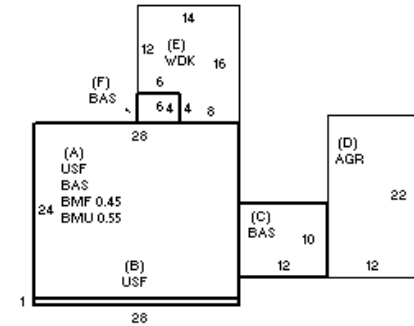 14
12
(E)
WDK
16
6
(F)
BAS
6 4
4
8
28
(A)
USF
BAS
BMF 0.45
BMU 0.55
24
(D)
AGR
22
(C)
BAS
10
12
12
(B)
USF
1
28